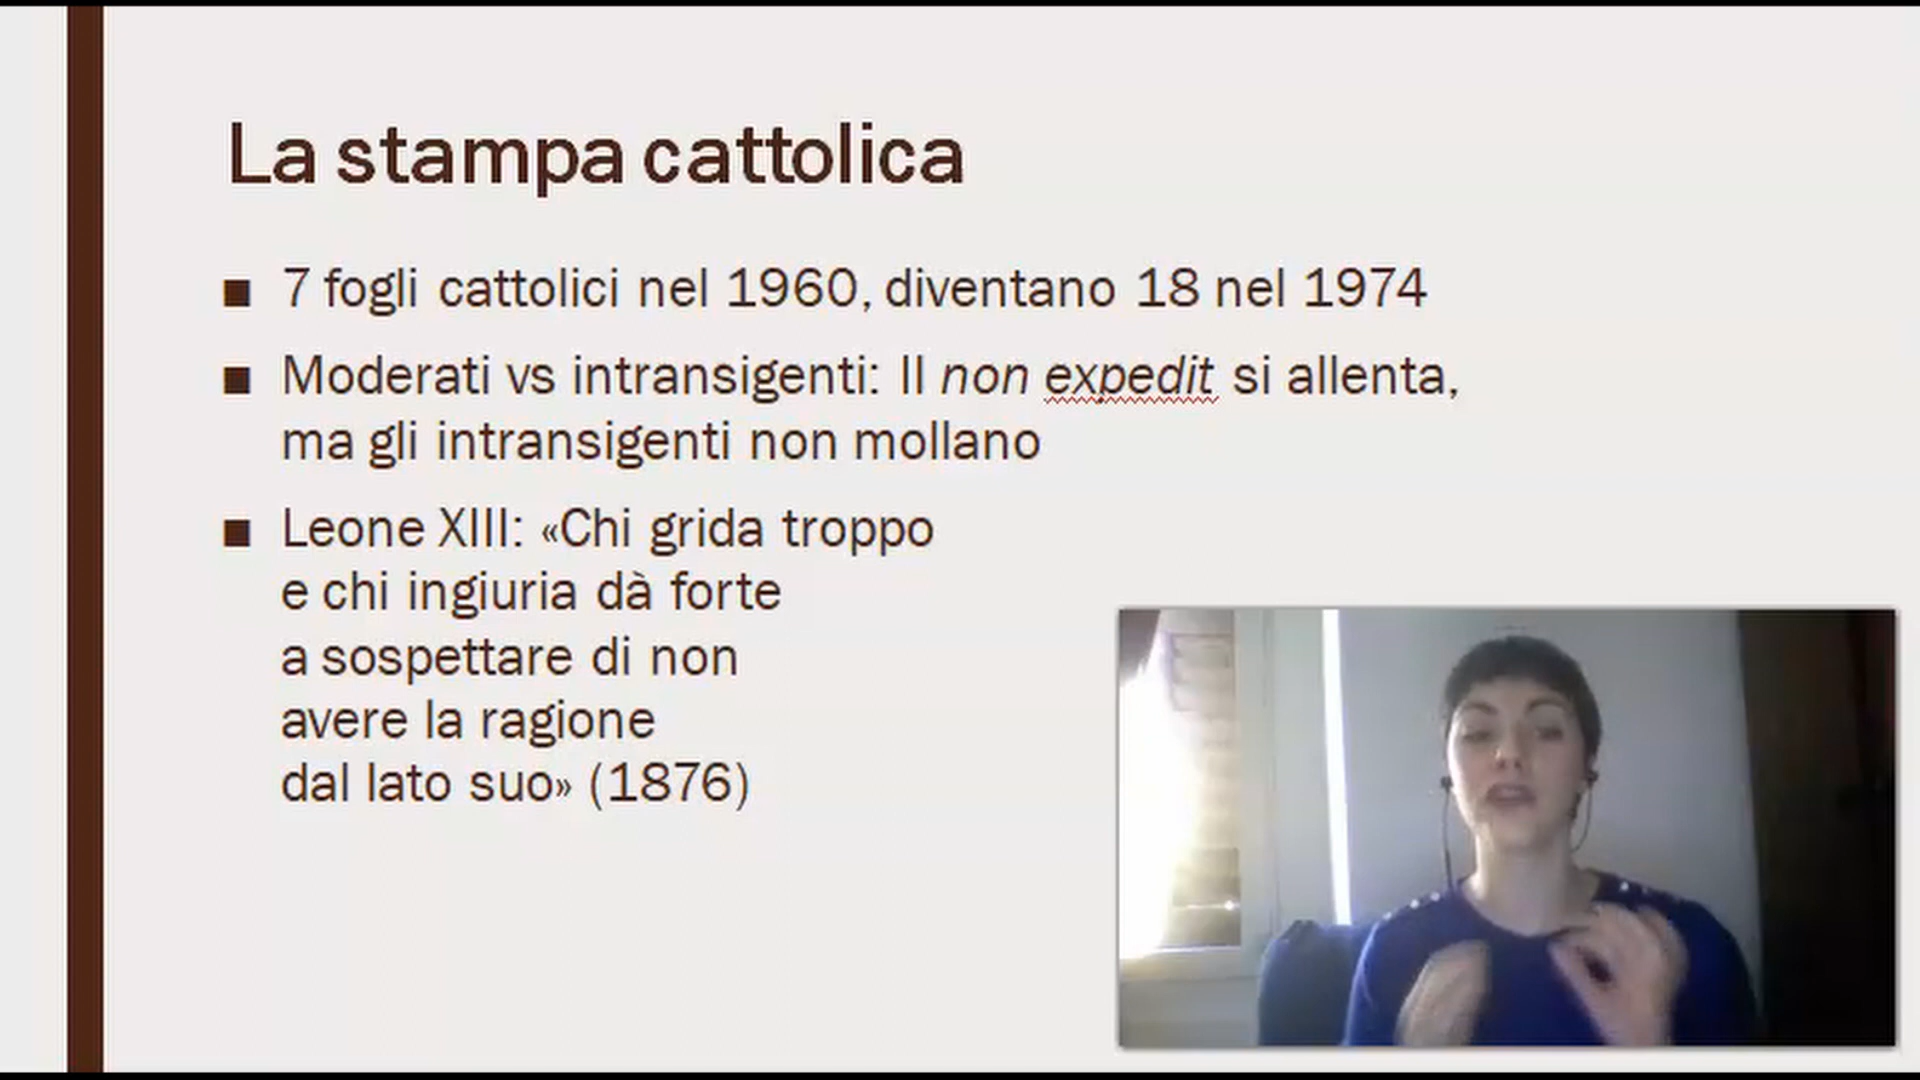 La stampa cattolica
■ 7 fogli cattolici nel 1960, diventano 18 nel 1974
■ Moderati vs intransigenti: Il non expedit si allenta,
ma gli intransigenti non mollano
■ Leone XIII: «Chi grida troppo
e chi ingiuria dà forte
a sospettare di non
avere la ragione
dal lato suo» (1876)